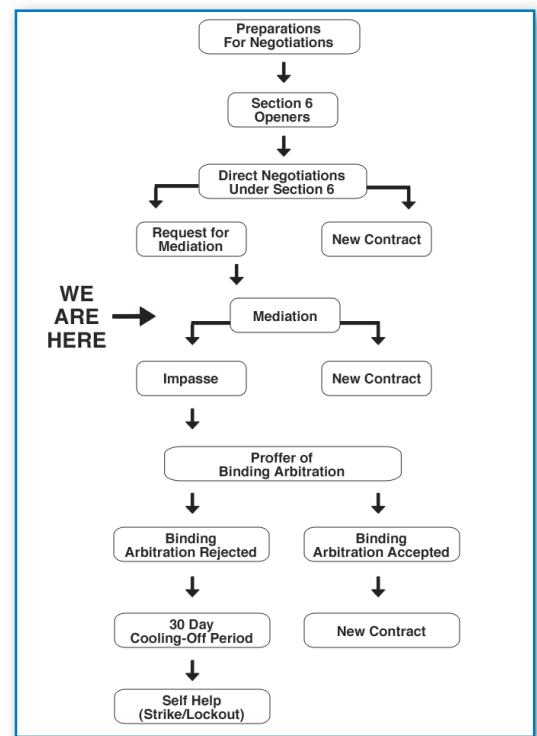 Preparations
For Negotiations
Section 6
Openers
Direct Negotiations
Under Section 6
Request for
Mediation
New Contract
WE
ARE
HERE
Mediation
Impasse
New Contract
Proffer of
Binding Arbitration
Binding
Arbitration Rejected
Binding
Arbitration Accepted
30 Day
Cooling-Off Period
New Contract
Self Help
(Strike/Lockout)